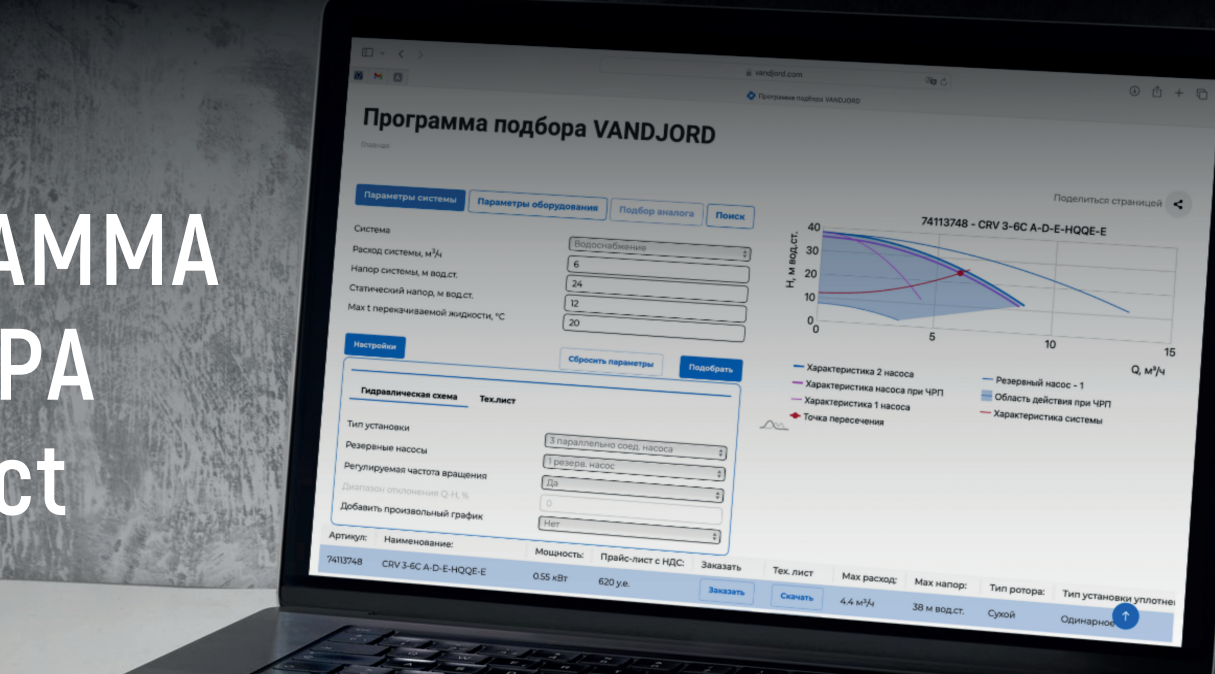 АММА
РА
ct
vandjord.com
Программа подбора VANDJORD
Программа подбора VANDJORD
Главная
Поделиться страницей
Параметры системы
Параметры оборудования
Подбор аналога
Поиск
Система
Водоснабжение
Расход системы, м³/ч
6
Напор системы, м вод.ст.
24
Статический напор, м вод.ст.
12
Max t перекачиваемой жидкости, °C
20
Настройки
Сбросить параметры
Подобрать
Гидравлическая схема
Тех.лист
Тип установки
3 параллельно соед. насоса
Резервные насосы
1 резерв. насос
Регулируемая частота вращения
Да
Диапазон отклонения Q-H, %
0
Добавить произвольный график
Нет
74113748 - CRV 3-6C A-D-E-HQQE-E
H, м вод.ст.
40
30
20
10
0
0
5
10
15
Q, м³/ч
Характеристика 2 насоса
Характеристика насоса при ЧРП
Характеристика 1 насоса
Точка пересечения
Резервный насос - 1
Область действия при ЧРП
Характеристика системы
Артикул: Наименование: Мощность: Прайс-лист с НДС: Заказать Тех. лист Max расход: Max напор: Тип ротора: Тип установки уплотне
74113748 CRV 3-6C A-D-E-HQQE-E 0.55 кВт 620 у.е. Заказать Скачать 4.4 м³/ч 38 м вод.ст. Сухой Одинарное